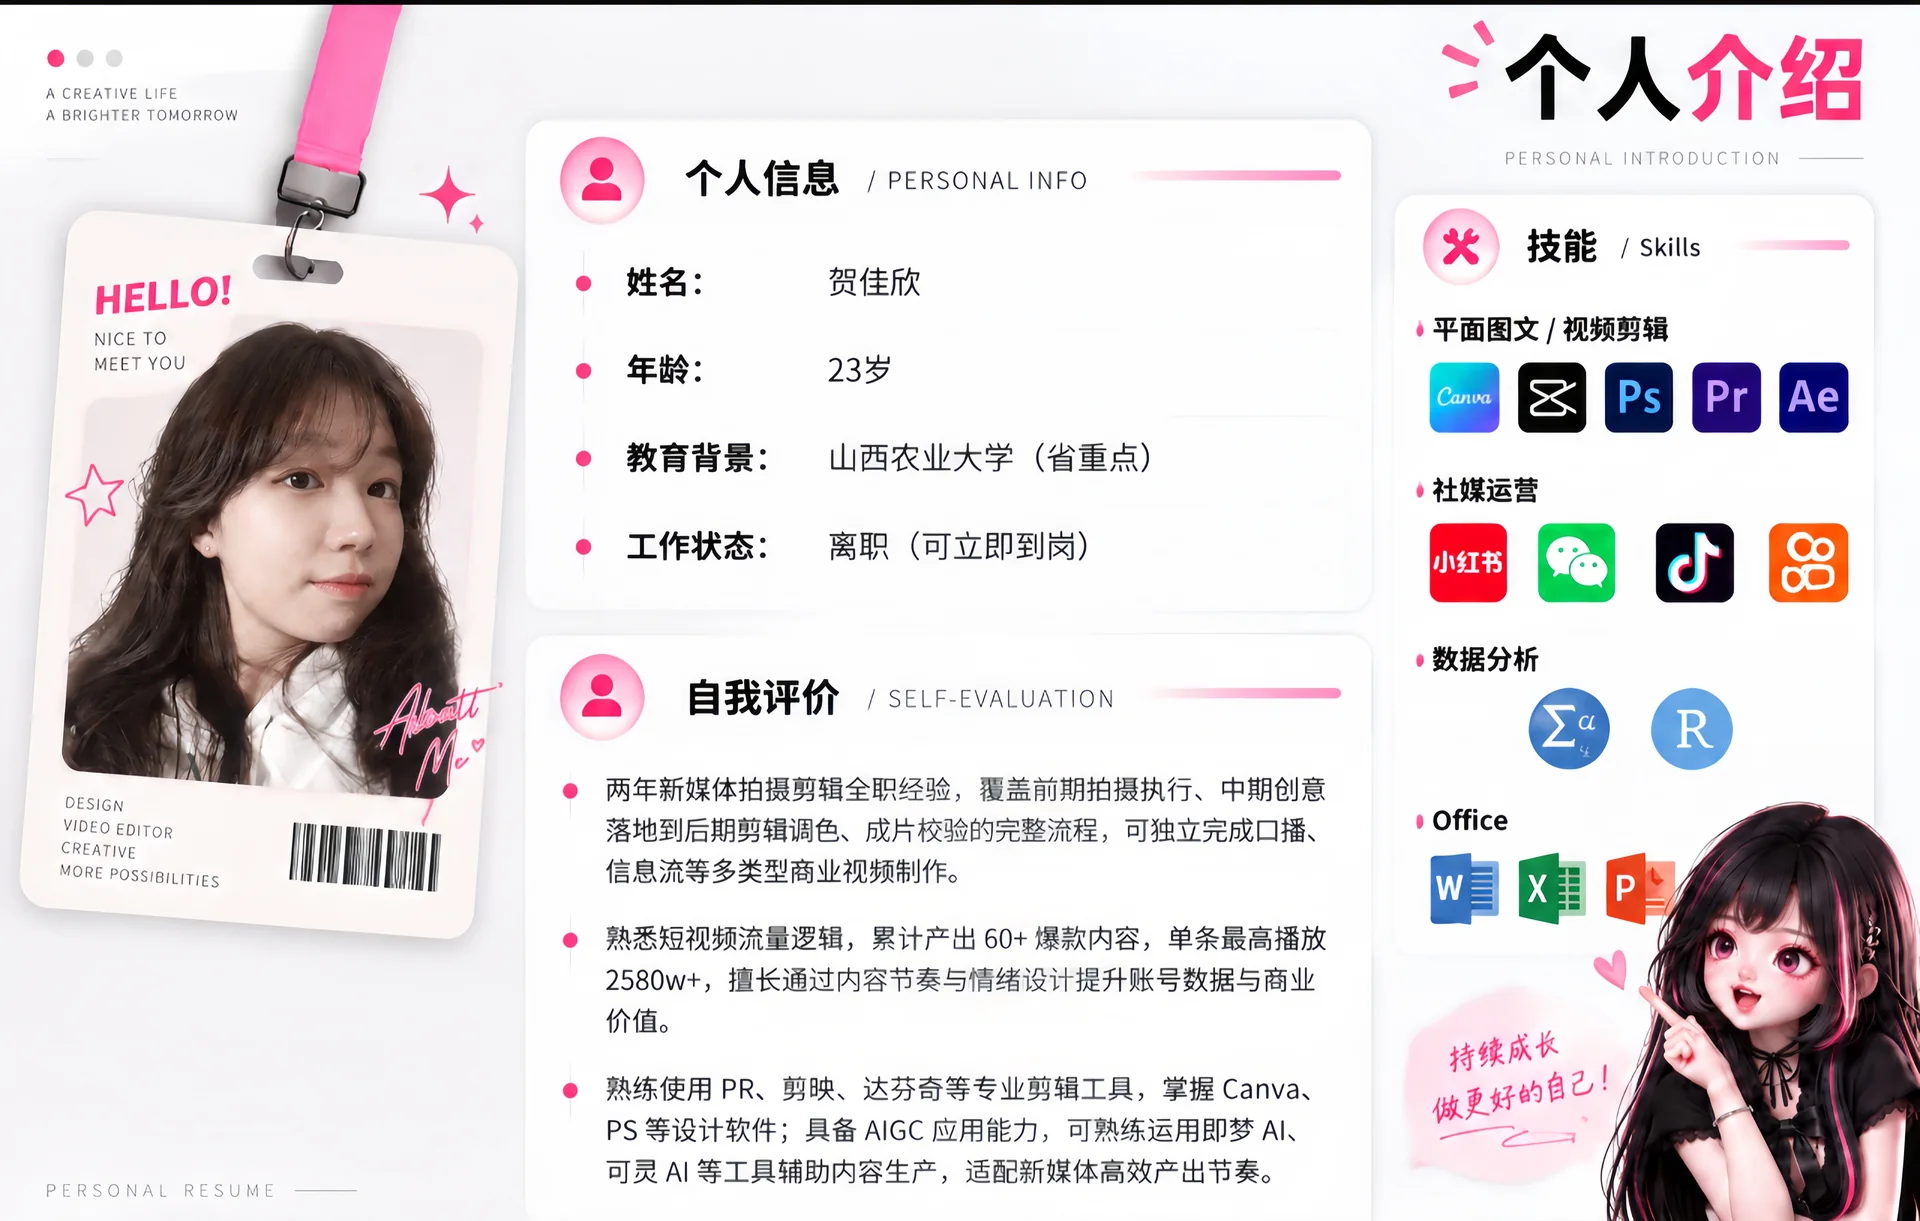 A CREATIVE LIFE
A BRIGHTER TOMORROW
HELLO!
NICE TO
MEET YOU
About
Me
DESIGN
VIDEO EDITOR
CREATIVE
MORE POSSIBILITIES
PERSONAL RESUME
个人信息 / PERSONAL INFO
姓名： 贺佳欣
年龄： 23岁
教育背景： 山西农业大学（省重点）
工作状态： 离职（可立即到岗）
自我评价 / SELF-EVALUATION
两年新媒体拍摄剪辑全职经验，覆盖前期拍摄执行、中期创意
落地到后期剪辑调色、成片校验的完整流程，可独立完成口播、
信息流等多类型商业视频制作。
熟悉短视频流量逻辑，累计产出 60+ 爆款内容，单条最高播放
2580w+，擅长通过内容节奏与情绪设计提升账号数据与商业
价值。
熟练使用 PR、剪映、达芬奇等专业剪辑工具，掌握 Canva、
PS 等设计软件；具备 AIGC 应用能力，可熟练运用即梦 AI、
可灵 AI 等工具辅助内容生产，适配新媒体高效产出节奏。
个人介绍
PERSONAL INTRODUCTION
技能 / Skills
平面图文 / 视频剪辑
Canva Ps Pr Ae
社媒运营
小红书
数据分析
Σα R
Office
W X P
持续成长
做更好的自己！